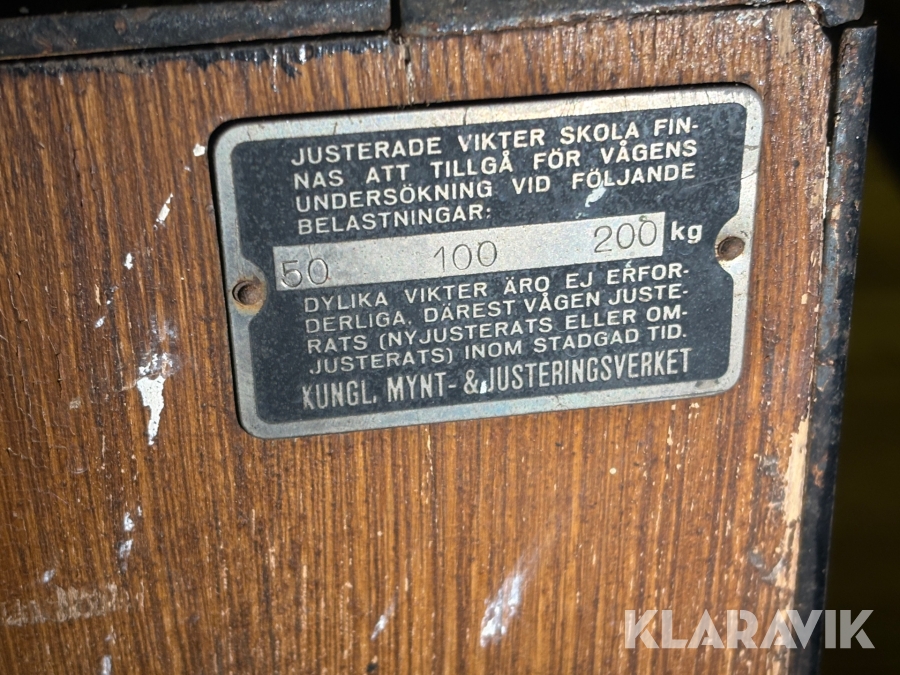 JUSTERADE VIKTER SKOLA FIN-
NAS ATT TILLGÅ FÖR VÅGENS
UNDERSÖKNING VID FÖLJANDE
BELASTNINGAR:
50 100 200 kg
DYLIKA VIKTER ÄRO EJ ERFOR-
DERLIGA, DÄREST VÅGEN JUSTE-
RATS (NYJUSTERATS ELLER OM-
JUSTERATS) INOM STADGAD TID.
KUNGL. MYNT- & JUSTERINGSVERKET
KLARAVIK